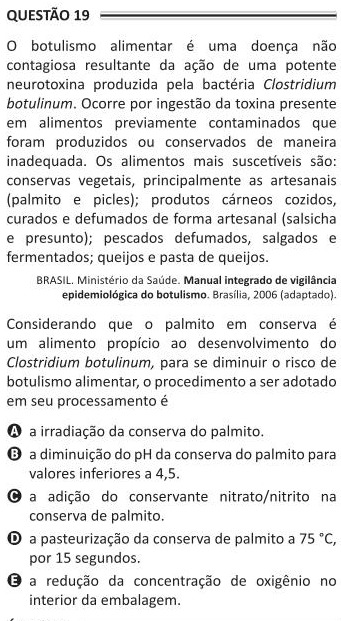 QUESTÃO 19
O botulismo alimentar é uma doença não
contagiosa resultante da ação de uma potente
neurotoxina produzida pela bactéria Clostridium
botulinum. Ocorre por ingestão da toxina presente
em alimentos previamente contaminados que
foram produzidos ou conservados de maneira
inadequada. Os alimentos mais suscetíveis são:
conservas vegetais, principalmente as artesanais
(palmito e picles); produtos cárneos cozidos,
curados e defumados de forma artesanal (salsicha
e presunto); pescados defumados, salgados e
fermentados; queijos e pasta de queijos.
BRASIL. Ministério da Saúde. Manual integrado de vigilância
epidemiológica do botulismo. Brasília, 2006 (adaptado).
Considerando que o palmito em conserva é
um alimento propício ao desenvolvimento do
Clostridium botulinum, para se diminuir o risco de
botulismo alimentar, o procedimento a ser adotado
em seu processamento é
A a irradiação da conserva do palmito.
B a diminuição do pH da conserva do palmito para
valores inferiores a 4,5.
C a adição do conservante nitrato/nitrito na
conserva de palmito.
D a pasteurização da conserva de palmito a 75 °C,
por 15 segundos.
E a redução da concentração de oxigênio no
interior da embalagem.